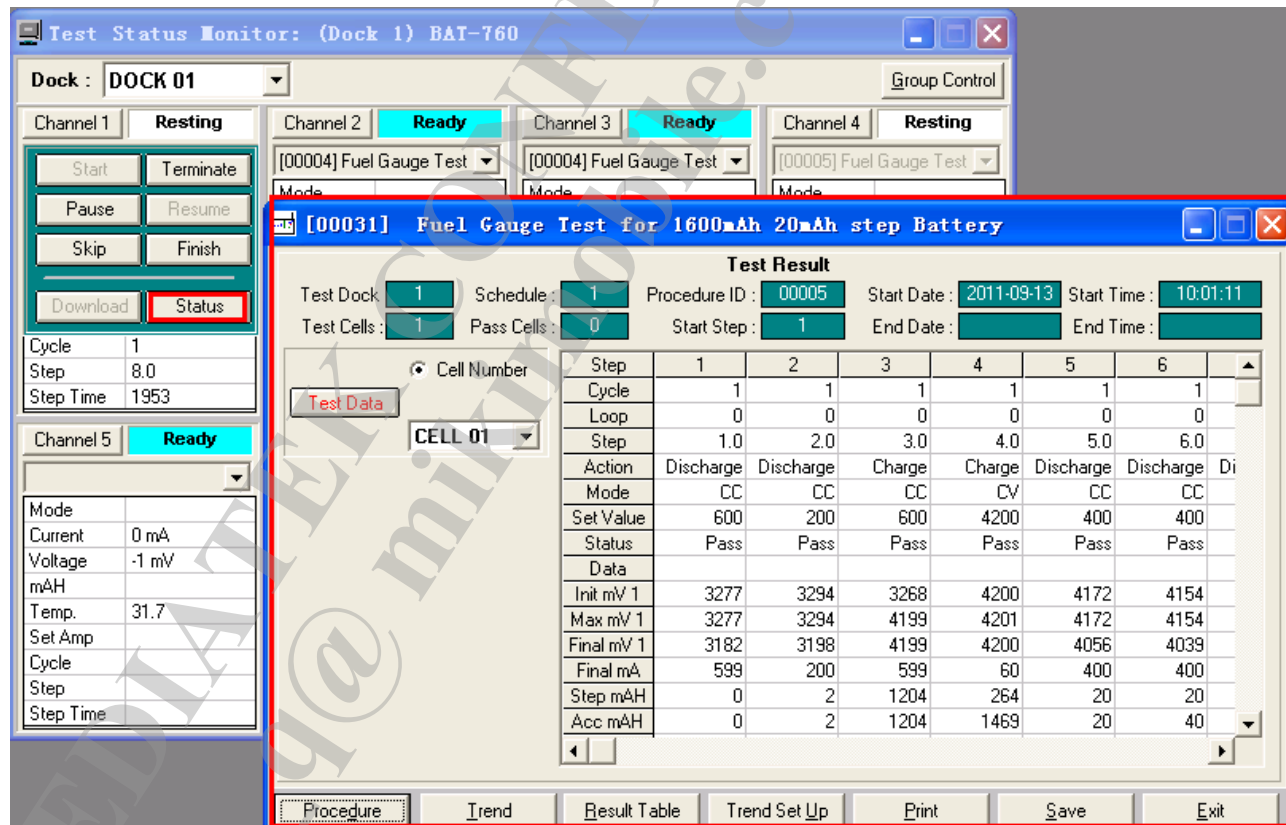 Test Status Monitor: (Dock 1) BAT-760
Dock : DOCK 01 Group Control
Channel 1 Resting Channel 2 Ready Channel 3 Ready Channel 4 Resting
Start Terminate [00004] Fuel Gauge Test [00004] Fuel Gauge Test [00005] Fuel Gauge Test
Mode Mode Mode
Pause Resume
Skip Finish
Download Status
Cycle 1
Step 8.0
Step Time 1953
Channel 5 Ready
Mode
Current 0 mA
Voltage -1 mV
mAH
Temp. 31.7
Set Amp
Cycle
Step
Step Time
[00031] Fuel Gauge Test for 1600mAh 20mAh step Battery
Test Result
Test Dock 1 Schedule : 1 Procedure ID : 00005 Start Date : 2011-09-13 Start Time : 10:01:11
Test Cells : 1 Pass Cells : 0 Start Step : 1 End Date : End Time :
Cell Number
Test Data
CELL 01
Step 1 2 3 4 5 6
Cycle 1 1 1 1 1 1
Loop 0 0 0 0 0 0
Step 1.0 2.0 3.0 4.0 5.0 6.0
Action Discharge Discharge Charge Charge Discharge Discharge Di
Mode CC CC CC CV CC CC
Set Value 600 200 600 4200 400 400
Status Pass Pass Pass Pass Pass Pass
Data
Init mV 1 3277 3294 3268 4200 4172 4154
Max mV 1 3277 3294 4199 4201 4172 4154
Final mV 1 3182 3198 4199 4200 4056 4039
Final mA 599 200 599 60 400 400
Step mAH 0 2 1204 264 20 20
Acc mAH 0 2 1204 1469 20 40
Procedure Trend Result Table Trend Set Up Print Save Exit